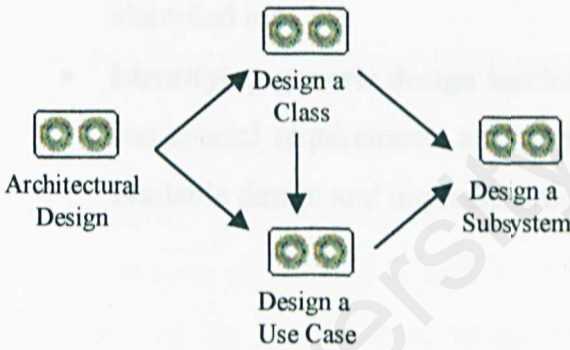 Design a
Class
Architectural
Design
Design a
Subsystem
Design a
Use Case